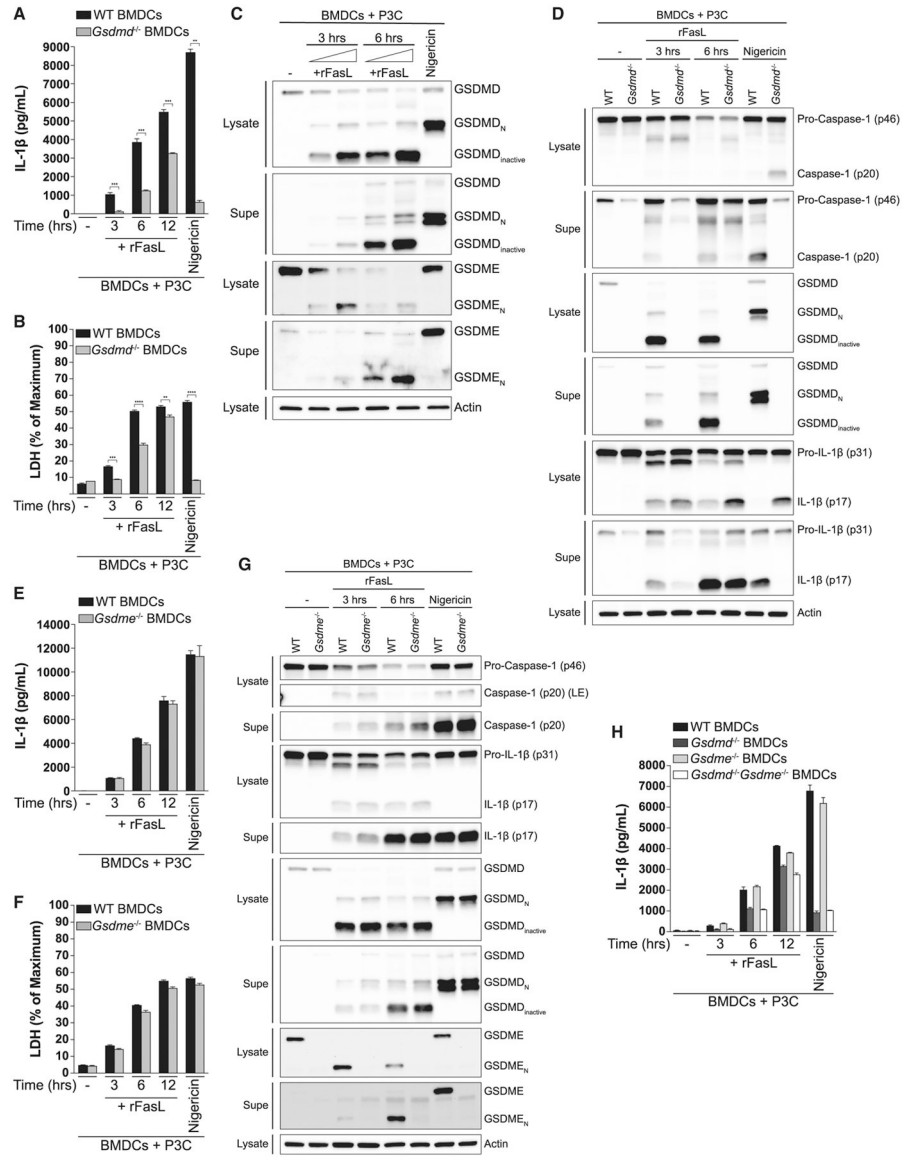 A
WT BMDCs
Gsdmd-/- BMDCs
IL-1β (pg/mL)
9000
8000
7000
6000
5000
4000
3000
2000
1000
0
***
***
***
**
Time (hrs)
-
3
6
12
Nigericin
+ rFasL
BMDCs + P3C
B
WT BMDCs
Gsdmd-/- BMDCs
LDH (% of Maximum)
100
90
80
70
60
50
40
30
20
10
0
***
****
**
****
Time (hrs)
-
3
6
12
Nigericin
+ rFasL
BMDCs + P3C
C
BMDCs + P3C
3 hrs
6 hrs
-
+rFasL
+rFasL
Nigericin
Lysate
GSDMD
GSDMDN
GSDMDinactive
Supe
GSDMD
GSDMDN
GSDMDinactive
Lysate
GSDME
GSDMEN
Supe
GSDME
GSDMEN
Lysate
Actin
D
BMDCs + P3C
rFasL
-
3 hrs
6 hrs
Nigericin
WT
Gsdmd-/-
WT
Gsdmd-/-
WT
Gsdmd-/-
WT
Gsdmd-/-
Lysate
Pro-Caspase-1 (p46)
Caspase-1 (p20)
Supe
Pro-Caspase-1 (p46)
Caspase-1 (p20)
Lysate
GSDMD
GSDMDN
GSDMDinactive
Supe
GSDMD
GSDMDN
GSDMDinactive
Lysate
Pro-IL-1β (p31)
IL-1β (p17)
Supe
Pro-IL-1β (p31)
IL-1β (p17)
Lysate
Actin
E
WT BMDCs
Gsdme-/- BMDCs
IL-1β (pg/mL)
14000
12000
10000
8000
6000
4000
2000
0
Time (hrs)
-
3
6
12
Nigericin
+ rFasL
BMDCs + P3C
F
WT BMDCs
Gsdme-/- BMDCs
LDH (% of Maximum)
100
90
80
70
60
50
40
30
20
10
0
Time (hrs)
-
3
6
12
Nigericin
+ rFasL
BMDCs + P3C
G
BMDCs + P3C
rFasL
-
3 hrs
6 hrs
Nigericin
WT
Gsdme-/-
WT
Gsdme-/-
WT
Gsdme-/-
WT
Gsdme-/-
Lysate
Pro-Caspase-1 (p46)
Caspase-1 (p20) (LE)
Supe
Caspase-1 (p20)
Lysate
Pro-IL-1β (p31)
IL-1β (p17)
Supe
IL-1β (p17)
Lysate
GSDMD
GSDMDN
GSDMDinactive
Supe
GSDMD
GSDMDN
GSDMDinactive
Lysate
GSDME
GSDMEN
Supe
GSDME
GSDMEN
Lysate
Actin
H
WT BMDCs
Gsdmd-/- BMDCs
Gsdme-/- BMDCs
Gsdmd-/-Gsdme-/- BMDCs
IL-1β (pg/mL)
8000
7000
6000
5000
4000
3000
2000
1000
0
Time (hrs)
-
3
6
12
Nigericin
+ rFasL
BMDCs + P3C